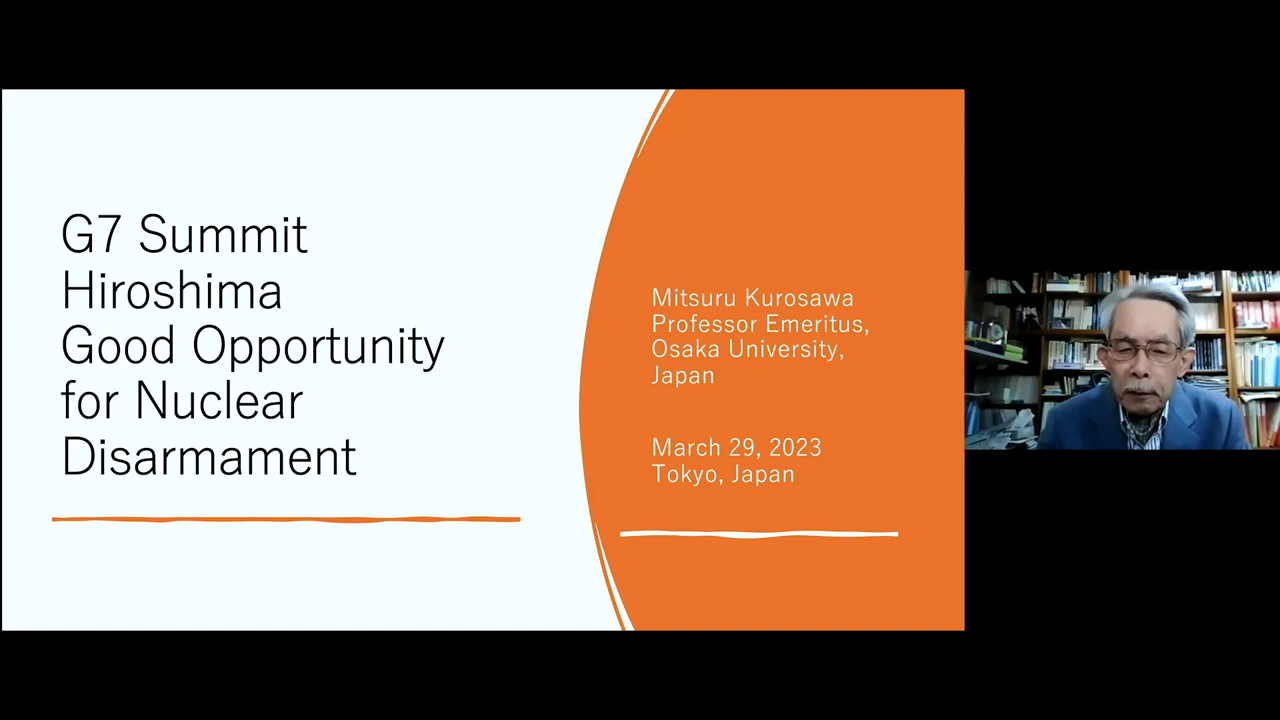 G7 Summit
Hiroshima
Good Opportunity
for Nuclear
Disarmament
Mitsuru Kurosawa
Professor Emeritus,
Osaka University,
Japan
March 29, 2023
Tokyo, Japan